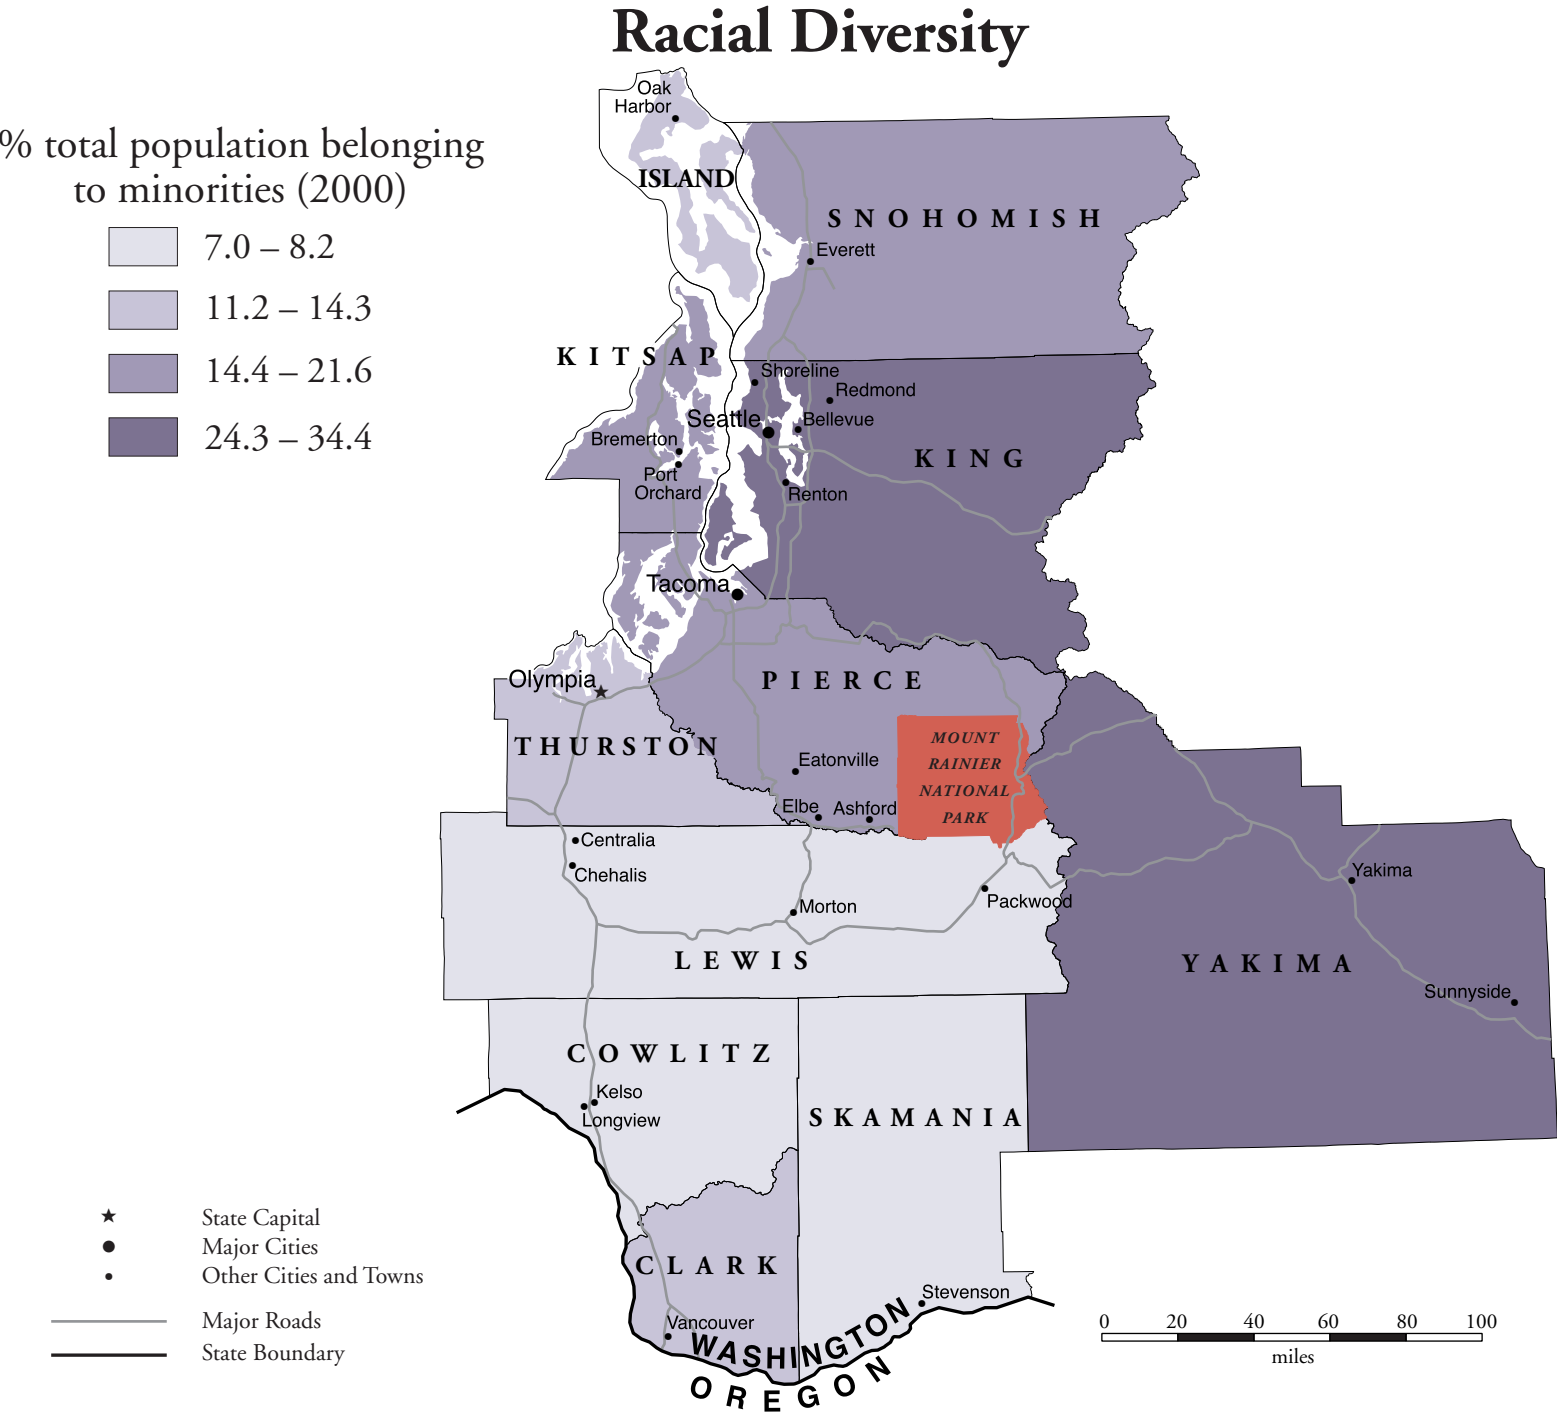 Racial Diversity
% total population belonging
to minorities (2000)
7.0 – 8.2
11.2 – 14.3
14.4 – 21.6
24.3 – 34.4
Oak
Harbor
ISLAND
SNOHOMISH
Everett
KITSAP
Shoreline
Redmond
Seattle
Bellevue
Bremerton
KING
Port
Orchard
Renton
Tacoma
Olympia
PIERCE
THURSTON
MOUNT
RAINIER
NATIONAL
PARK
Eatonville
Elbe
Ashford
Centralia
Chehalis
Yakima
Morton
Packwood
LEWIS
YAKIMA
Sunnyside
COWLITZ
Kelso
Longview
SKAMANIA
CLARK
Stevenson
Vancouver
WASHINGTON
OREGON
State Capital
Major Cities
Other Cities and Towns
Major Roads
State Boundary
0 20 40 60 80 100
miles